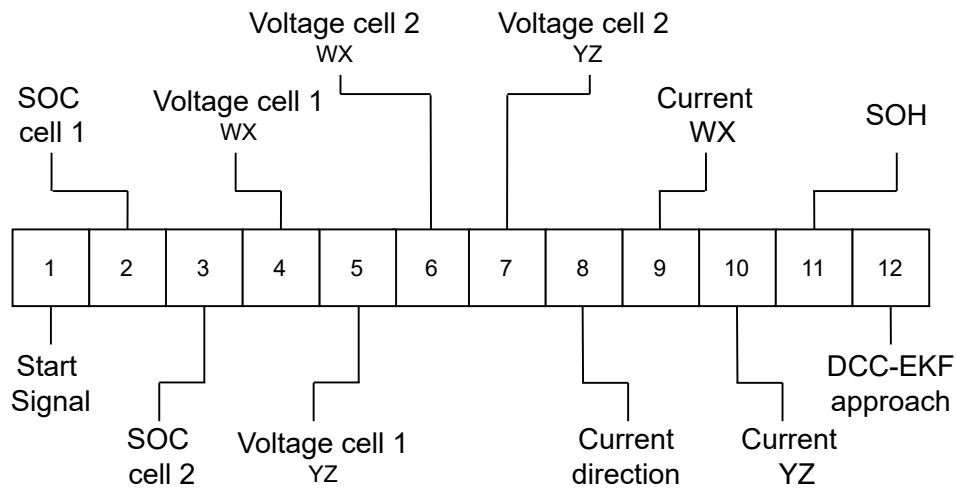 Voltage cell 2
WX
Voltage cell 2
YZ
SOC
cell 1
Voltage cell 1
WX
Current
WX
SOH
1 2 3 4 5 6 7 8 9 10 11 12
Start
Signal
SOC
cell 2
Voltage cell 1
YZ
Current
direction
Current
YZ
DCC-EKF
approach